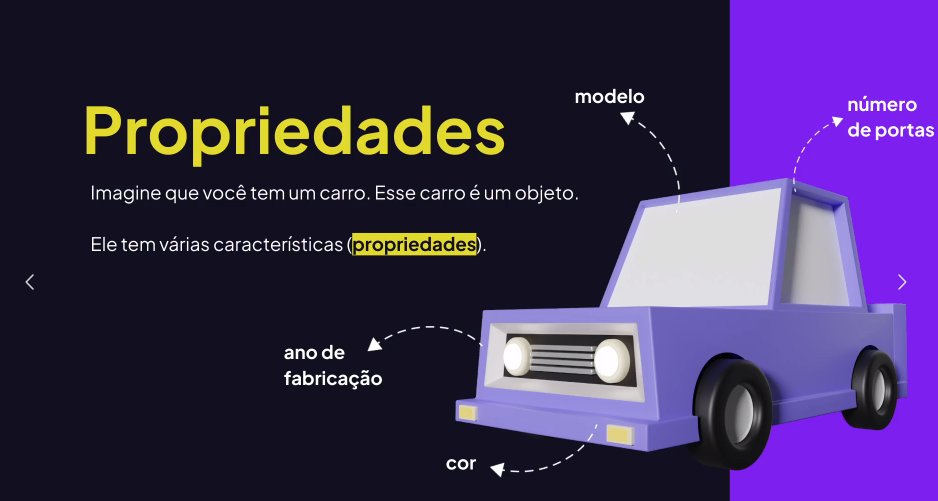 Propriedades
Imagine que você tem um carro. Esse carro é um objeto.
Ele tem várias características (propriedades).
modelo
número
de portas
ano de
fabricação
cor